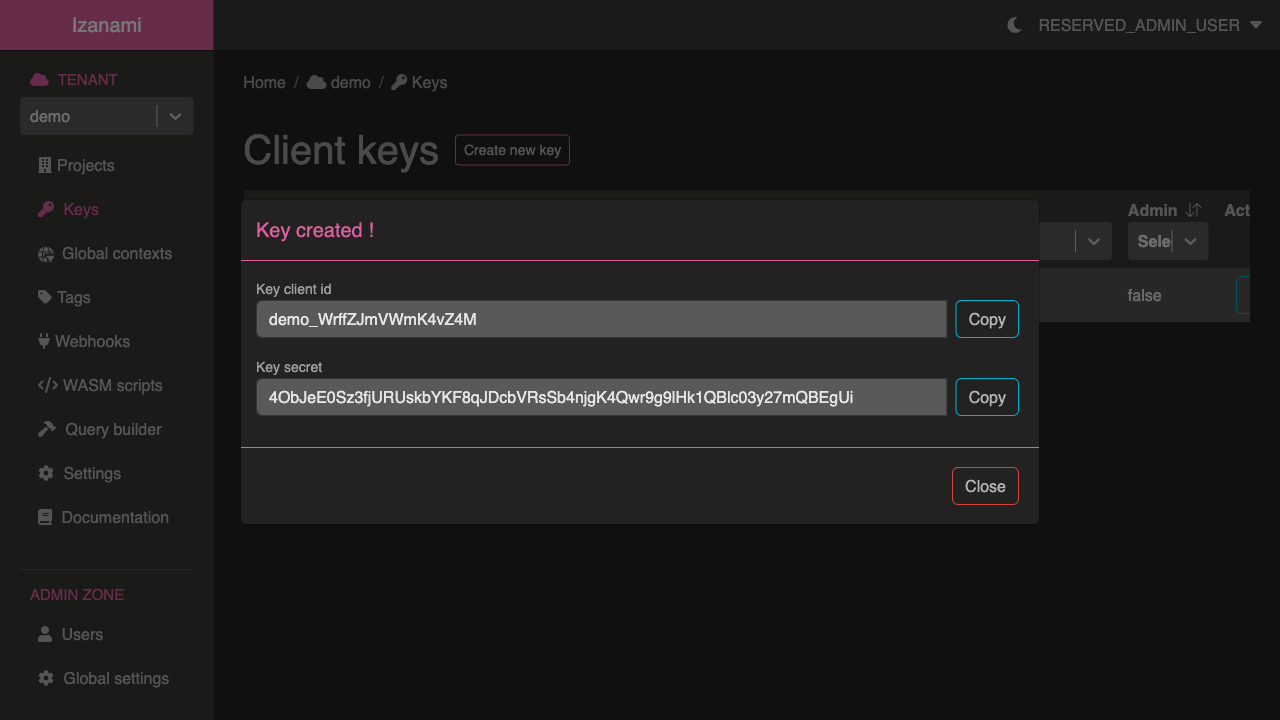 Izanami
RESERVED_ADMIN_USER
TENANT
demo
Projects
Keys
Global contexts
Tags
Webhooks
WASM scripts
Query builder
Settings
Documentation
ADMIN ZONE
Users
Global settings
Home / demo / Keys
Client keys
Create new key
Admin
Act
Sele
false
Key created !
Key client id
demo_WrffZJmVWmK4vZ4M
Copy
Key secret
4ObJeE0Sz3fjURUskbYKF8qJDcbVRsSb4njgK4Qwr9g9lHk1QBlc03y27mQBEgUi
Copy
Close